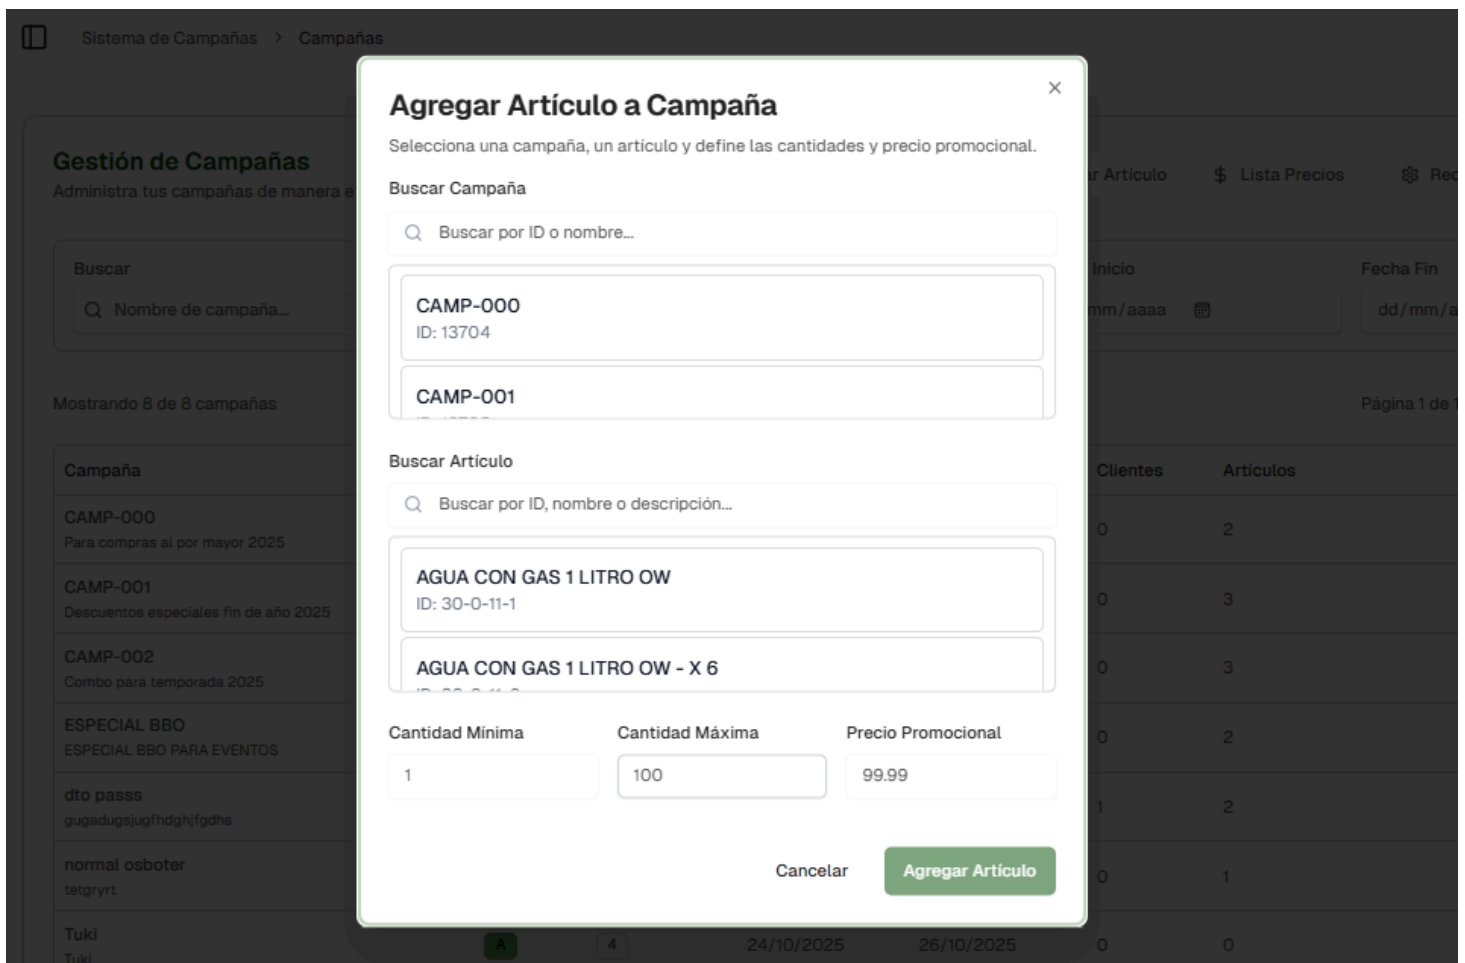 Sistema de Campañas > Campañas
Agregar Artículo a Campaña
Selecciona una campaña, un artículo y define las cantidades y precio promocional.
Gestión de Campañas
Administra tus campañas de manera e
Artículo
$ Lista Precios
Buscar Campaña
Buscar por ID o nombre...
Buscar
Nombre de campaña...
Inicio
mm/aaaa
Fecha Fin
dd/mm/a
CAMP-000
ID: 13704
CAMP-001
Mostrando 8 de 8 campañas
Página 1 de 1
Buscar Artículo
Buscar por ID, nombre o descripción...
AGUA CON GAS 1 LITRO OW
ID: 30-0-11-1
AGUA CON GAS 1 LITRO OW - X 6
Cantidad Mínima
Cantidad Máxima
Precio Promocional
1
100
99.99
Cancelar
Agregar Artículo
Campaña
Clientes
Artículos
CAMP-000
Para compras al por mayor 2025
0
2
CAMP-001
Descuentos especiales fin de año 2025
0
3
CAMP-002
Combo para temporada 2025
0
3
ESPECIAL BBO
ESPECIAL BBO PARA EVENTOS
0
2
dto passs
gugadugsjugfhdghjfgdhs
1
2
normal osboter
tetgryrt
0
1
Tuki
Tuki
A
4
24/10/2025
26/10/2025
0
0